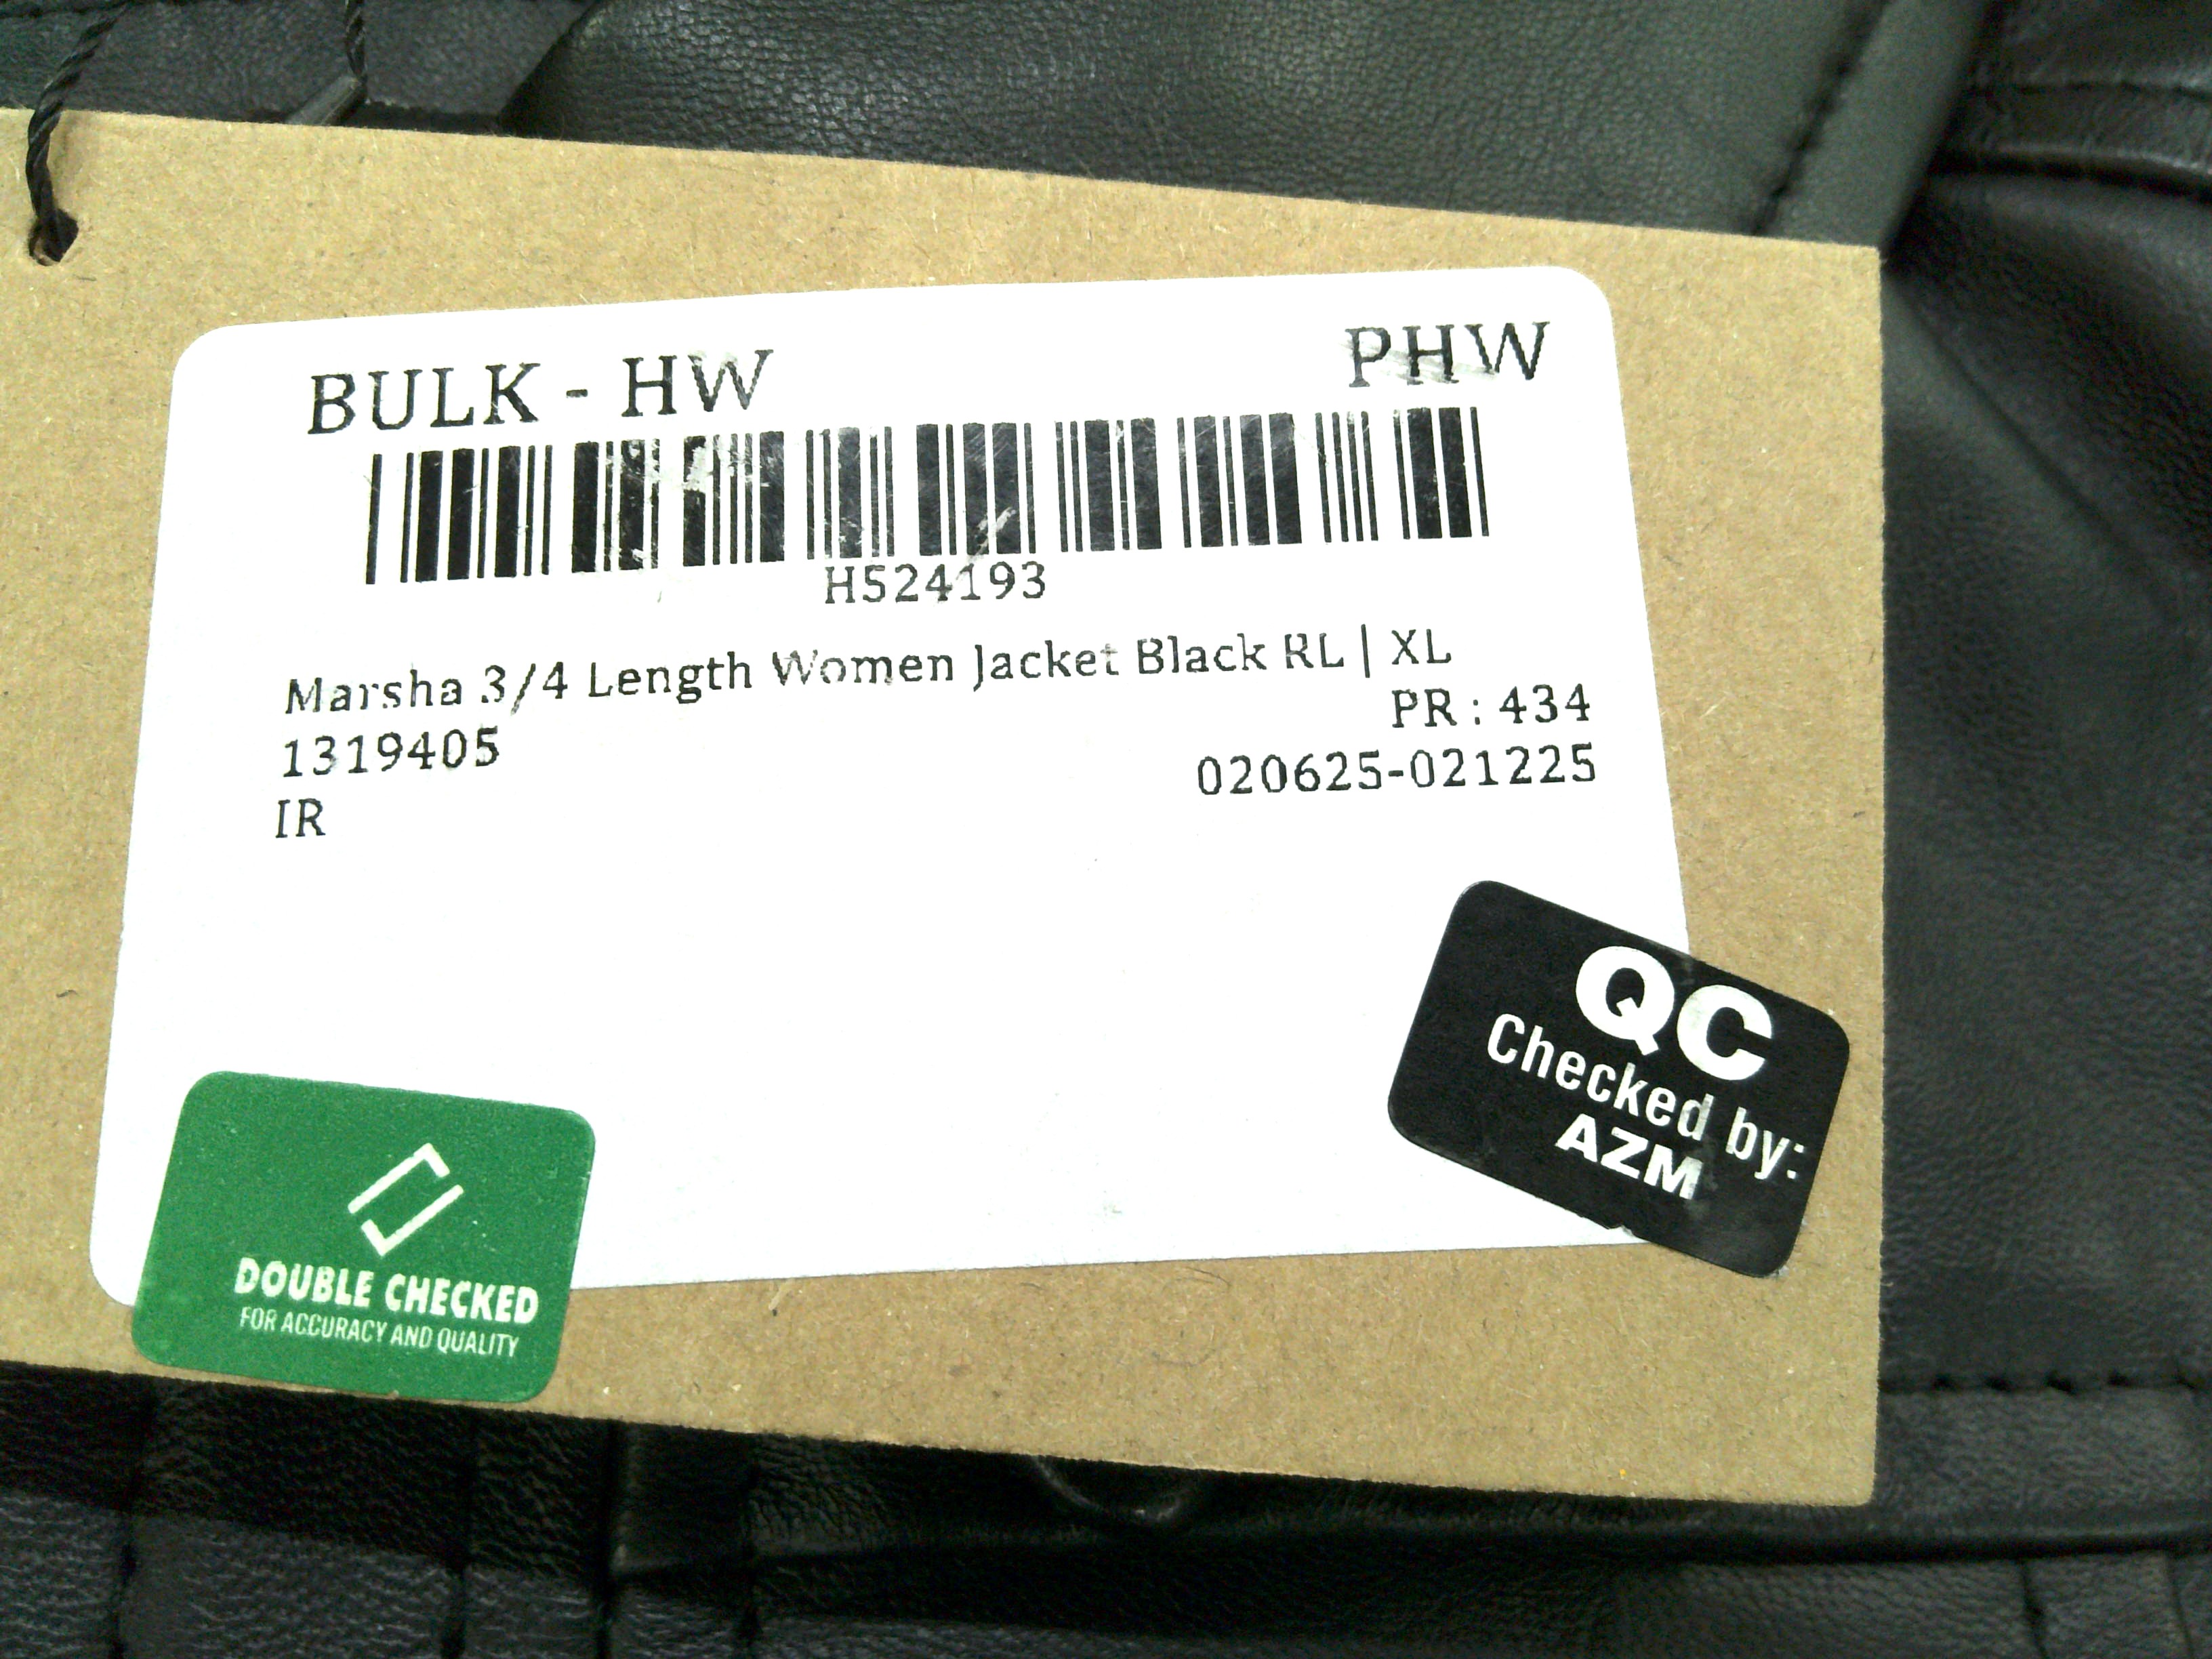 BULK - HW PHW
H524193
Marsha 3/4 Length Women Jacket Black RL | XL
PR : 434
1319405
020625-021225
IR
QC
Checked by:
AZM
DOUBLE CHECKED
FOR ACCURACY AND QUALITY